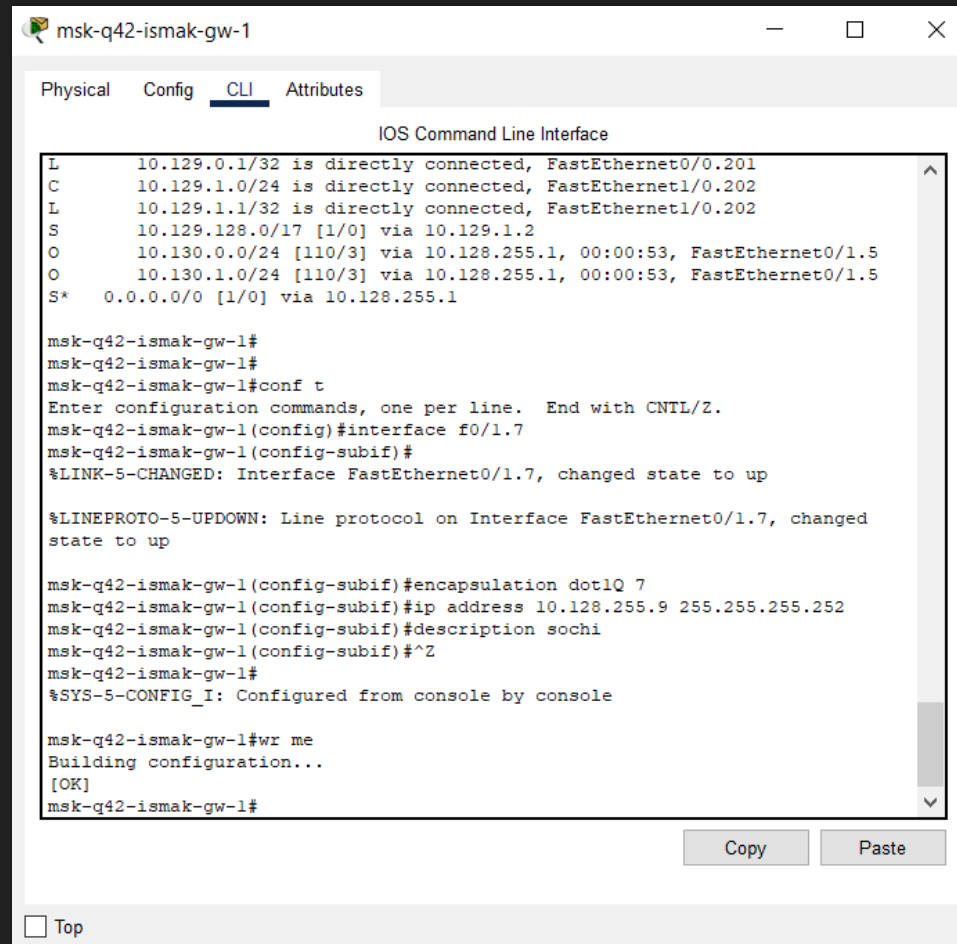 msk-q42-ismak-gw-1
Physical Config CLI Attributes
IOS Command Line Interface
L 10.129.0.1/32 is directly connected, FastEthernet0/0.201
C 10.129.1.0/24 is directly connected, FastEthernet1/0.202
L 10.129.1.1/32 is directly connected, FastEthernet1/0.202
S 10.129.128.0/17 [1/0] via 10.129.1.2
O 10.130.0.0/24 [110/3] via 10.128.255.1, 00:00:53, FastEthernet0/1.5
O 10.130.1.0/24 [110/3] via 10.128.255.1, 00:00:53, FastEthernet0/1.5
S* 0.0.0.0/0 [1/0] via 10.128.255.1
msk-q42-ismak-gw-1#
msk-q42-ismak-gw-1#
msk-q42-ismak-gw-1#conf t
Enter configuration commands, one per line. End with CNTL/Z.
msk-q42-ismak-gw-1(config)#interface f0/1.7
msk-q42-ismak-gw-1(config-subif)#
%LINK-5-CHANGED: Interface FastEthernet0/1.7, changed state to up
%LINEPROTO-5-UPDOWN: Line protocol on Interface FastEthernet0/1.7, changed
state to up
msk-q42-ismak-gw-1(config-subif)#encapsulation dot1Q 7
msk-q42-ismak-gw-1(config-subif)#ip address 10.128.255.9 255.255.255.252
msk-q42-ismak-gw-1(config-subif)#description sochi
msk-q42-ismak-gw-1(config-subif)#^Z
msk-q42-ismak-gw-1#
%SYS-5-CONFIG_I: Configured from console by console
msk-q42-ismak-gw-1#wr me
Building configuration...
[OK]
msk-q42-ismak-gw-1#
Copy Paste
Top